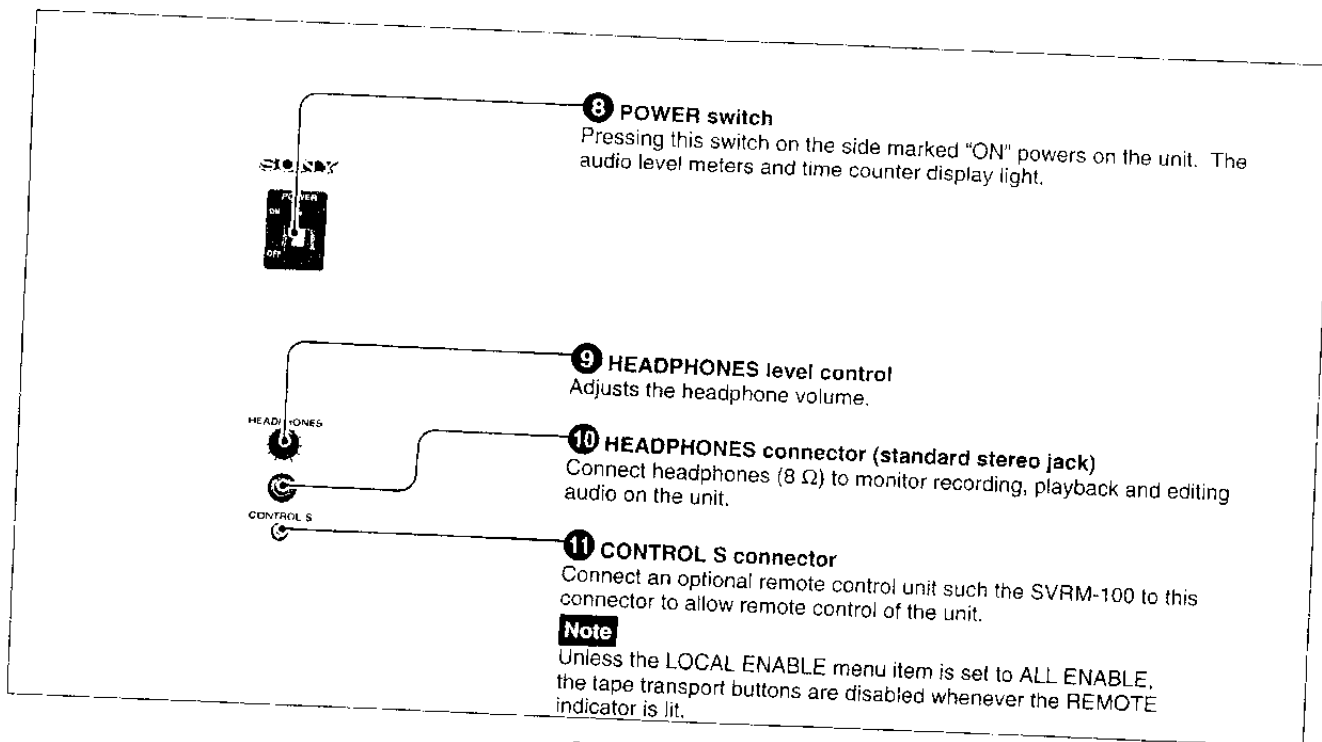 8 POWER switch
Pressing this switch on the side marked “ON” powers on the unit. The
audio level meters and time counter display light.
SONY
POWER
ON
OFF
9 HEADPHONES level control
Adjusts the headphone volume.
HEADPHONES
10 HEADPHONES connector (standard stereo jack)
Connect headphones (8 Ω) to monitor recording, playback and editing
audio on the unit.
CONTROL S
11 CONTROL S connector
Connect an optional remote control unit such the SVRM-100 to this
connector to allow remote control of the unit.
Note
Unless the LOCAL ENABLE menu item is set to ALL ENABLE,
the tape transport buttons are disabled whenever the REMOTE
indicator is lit.